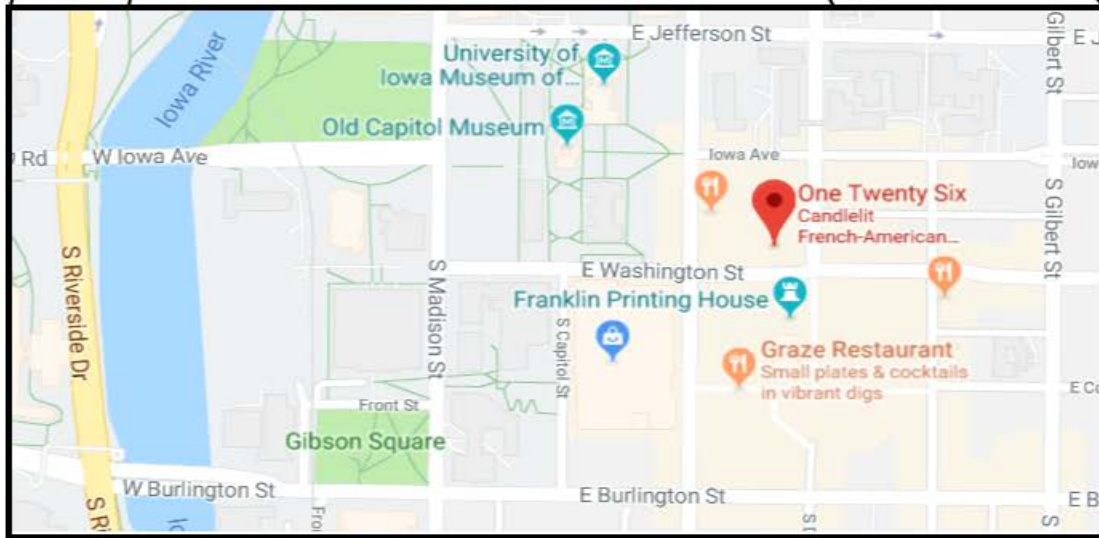 E Jefferson St
E J
Gilbert St
University of
Iowa Museum of...
Iowa River
Old Capitol Museum
Rd
W Iowa Ave
Iowa Ave
Iow
One Twenty Six
Candlelit
French-American...
S Gilbert St
S Riverside Dr
S Madison St
E Washington St
Franklin Printing House
S Capitol St
Graze Restaurant
Small plates & cocktails
in vibrant digs
E Co
Front St
Gibson Square
W Burlington St
E Burlington St
E B
S Ri
Fro
S